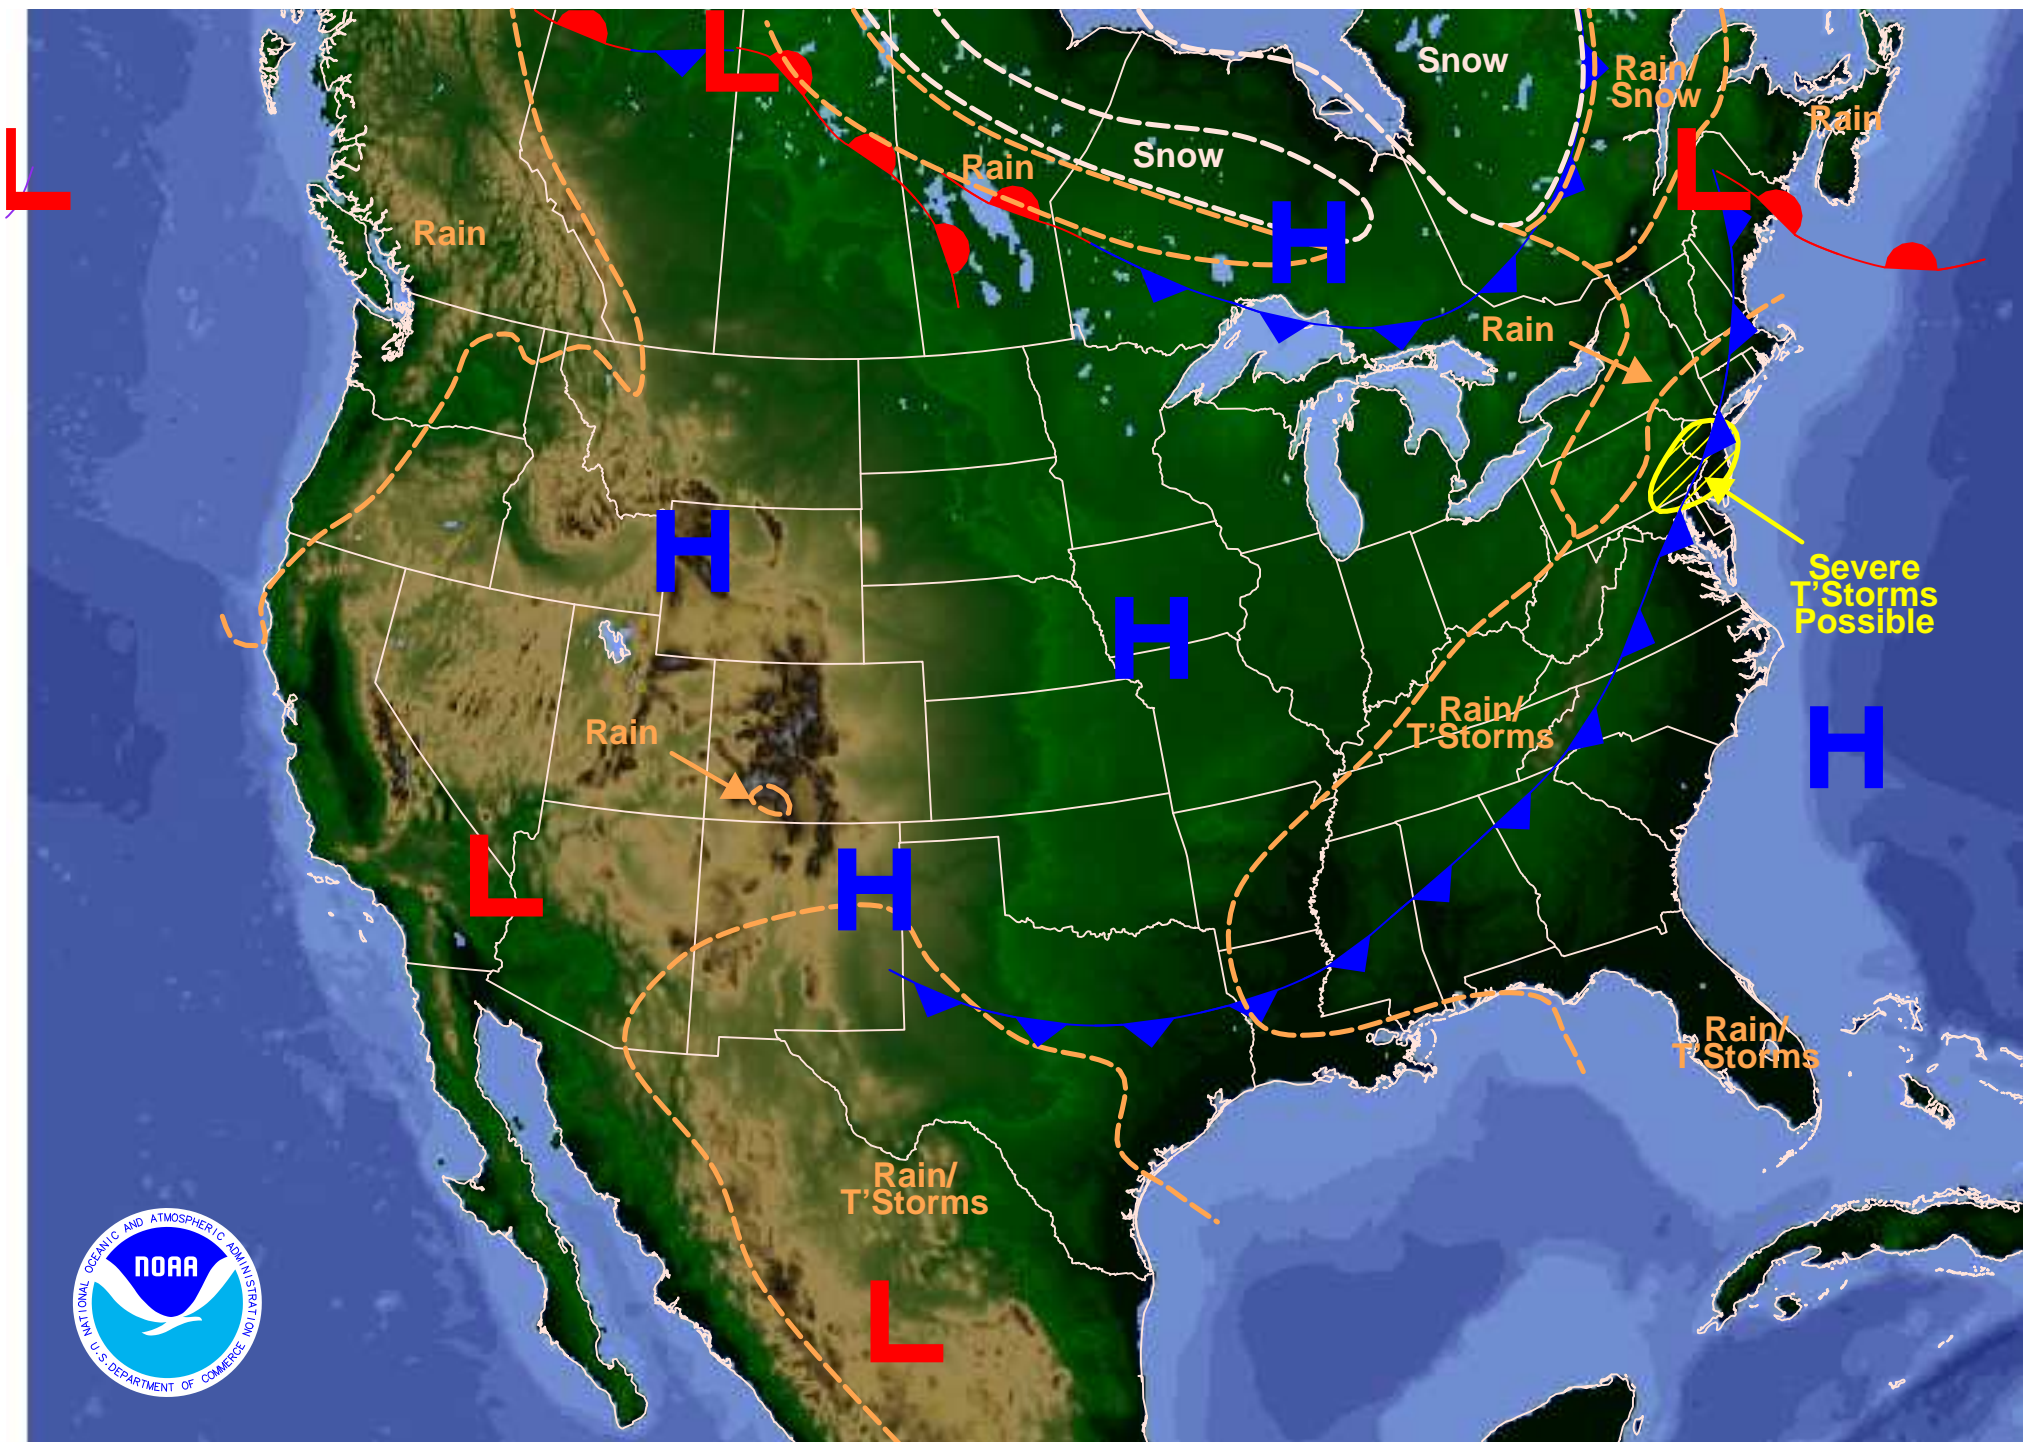 L
Snow
Rain/
Snow
Rain
L
Rain
Snow
L
Rain
H
Rain
H
Severe
T'Storms
Possible
H
Rain/
T'Storms
H
Rain
L
H
Rain/
T'Storms
Rain/
T'Storms
L
NATIONAL OCEANIC AND ATMOSPHERIC ADMINISTRATION
NOAA
U.S. DEPARTMENT OF COMMERCE